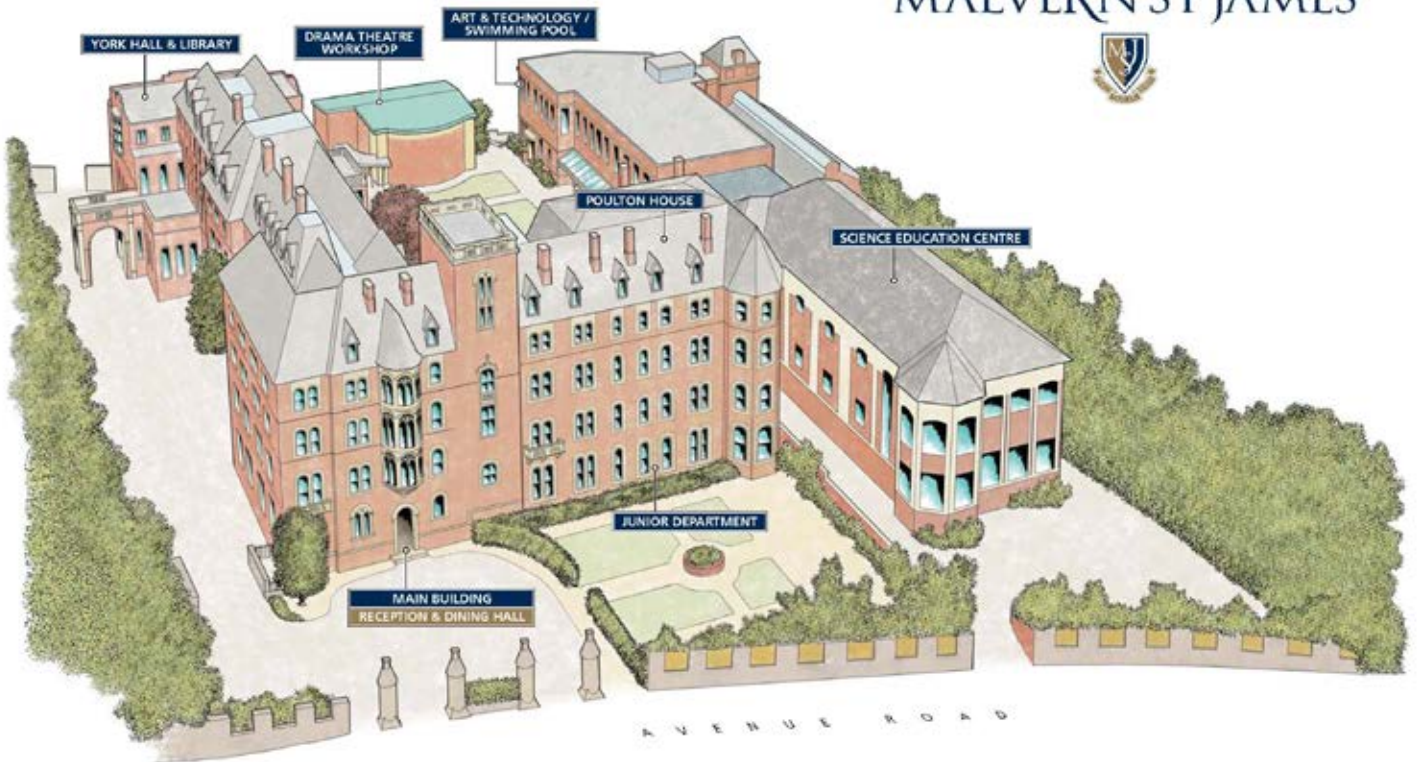 MALVERN ST JAMES
ART & TECHNOLOGY /
SWIMMING POOL
DRAMA THEATRE
WORKSHOP
YORK HALL & LIBRARY
POULTON HOUSE
SCIENCE EDUCATION CENTRE
JUNIOR DEPARTMENT
MAIN BUILDING
RECEPTION & DINING HALL
AVENUE ROAD